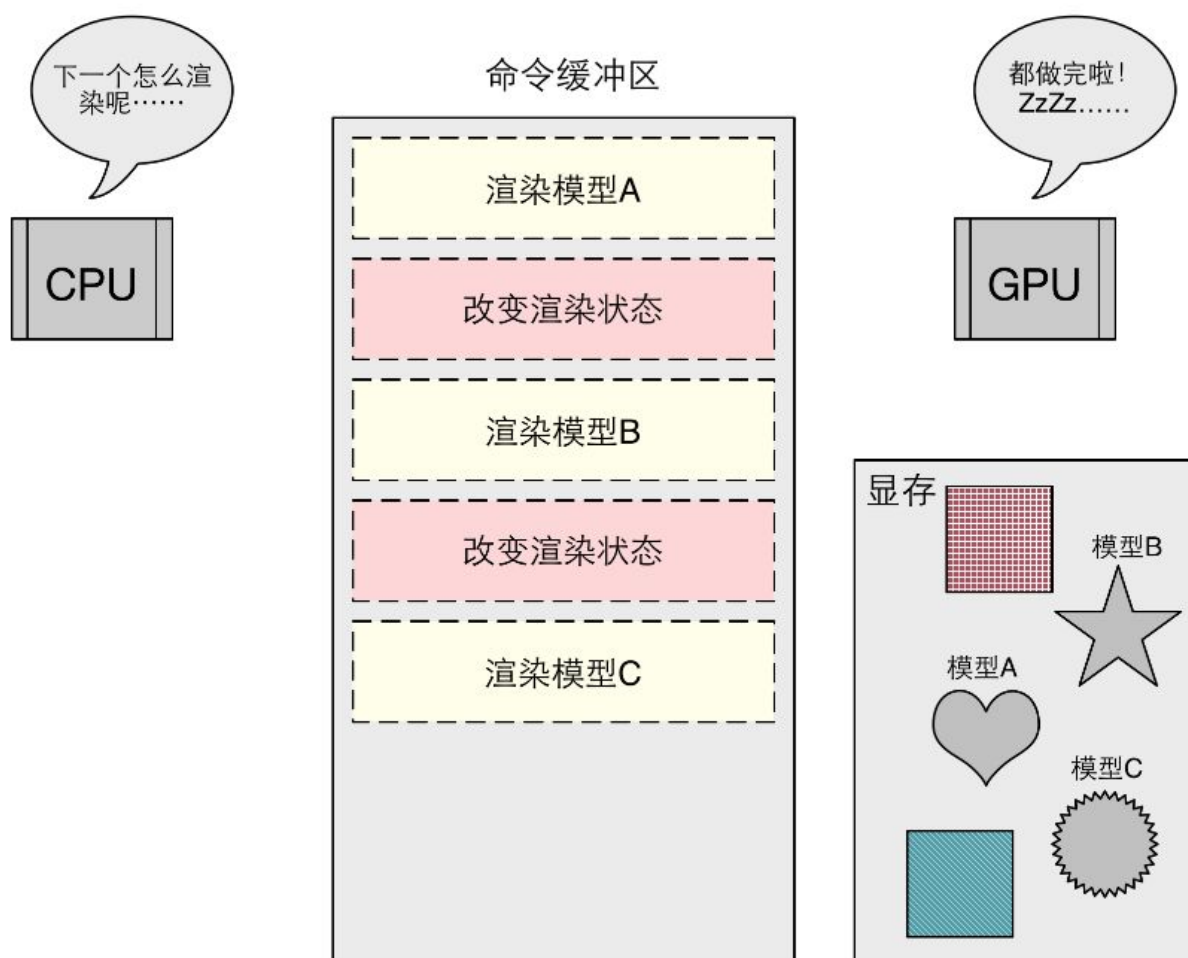 下一个怎么渲
染呢……
命令缓冲区
都做完啦！
ZzZz……
CPU
GPU
渲染模型A
改变渲染状态
渲染模型B
改变渲染状态
渲染模型C
显存
模型B
模型A
模型C